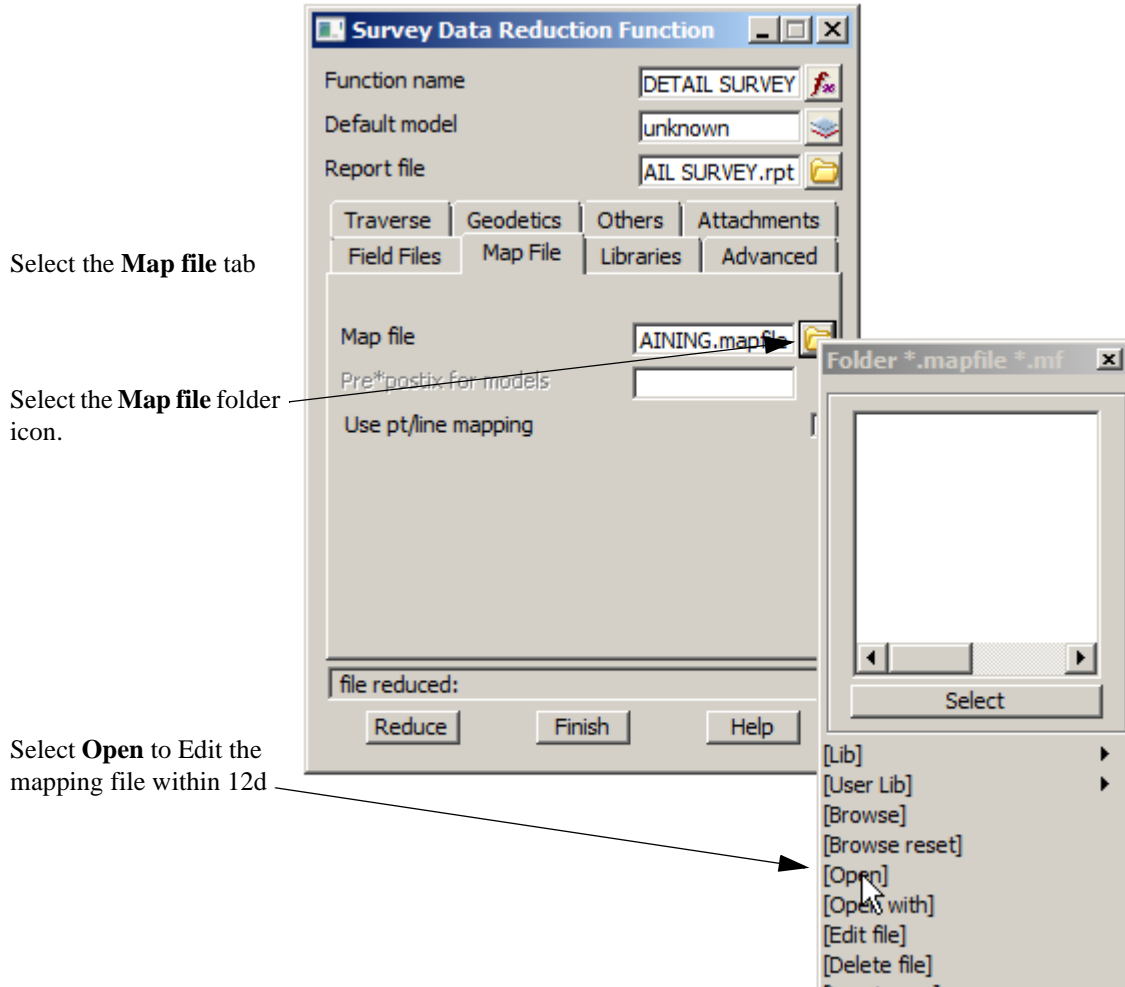 Survey Data Reduction Function
Function name
DETAIL SURVEY
Default model
unknown
Report file
AIL SURVEY.rpt
Traverse Geodetics Others Attachments
Field Files Map File Libraries Advanced
Select the Map file tab
Map file
AINING.mapfile
Folder *.mapfile *.mf
Pre*postix for models
Select the Map file folder
icon.
Use pt/line mapping
Select
file reduced:
Reduce Finish Help
Select Open to Edit the
mapping file within 12d
[Lib]
[User Lib]
[Browse]
[Browse reset]
[Open]
[Open with]
[Edit file]
[Delete file]